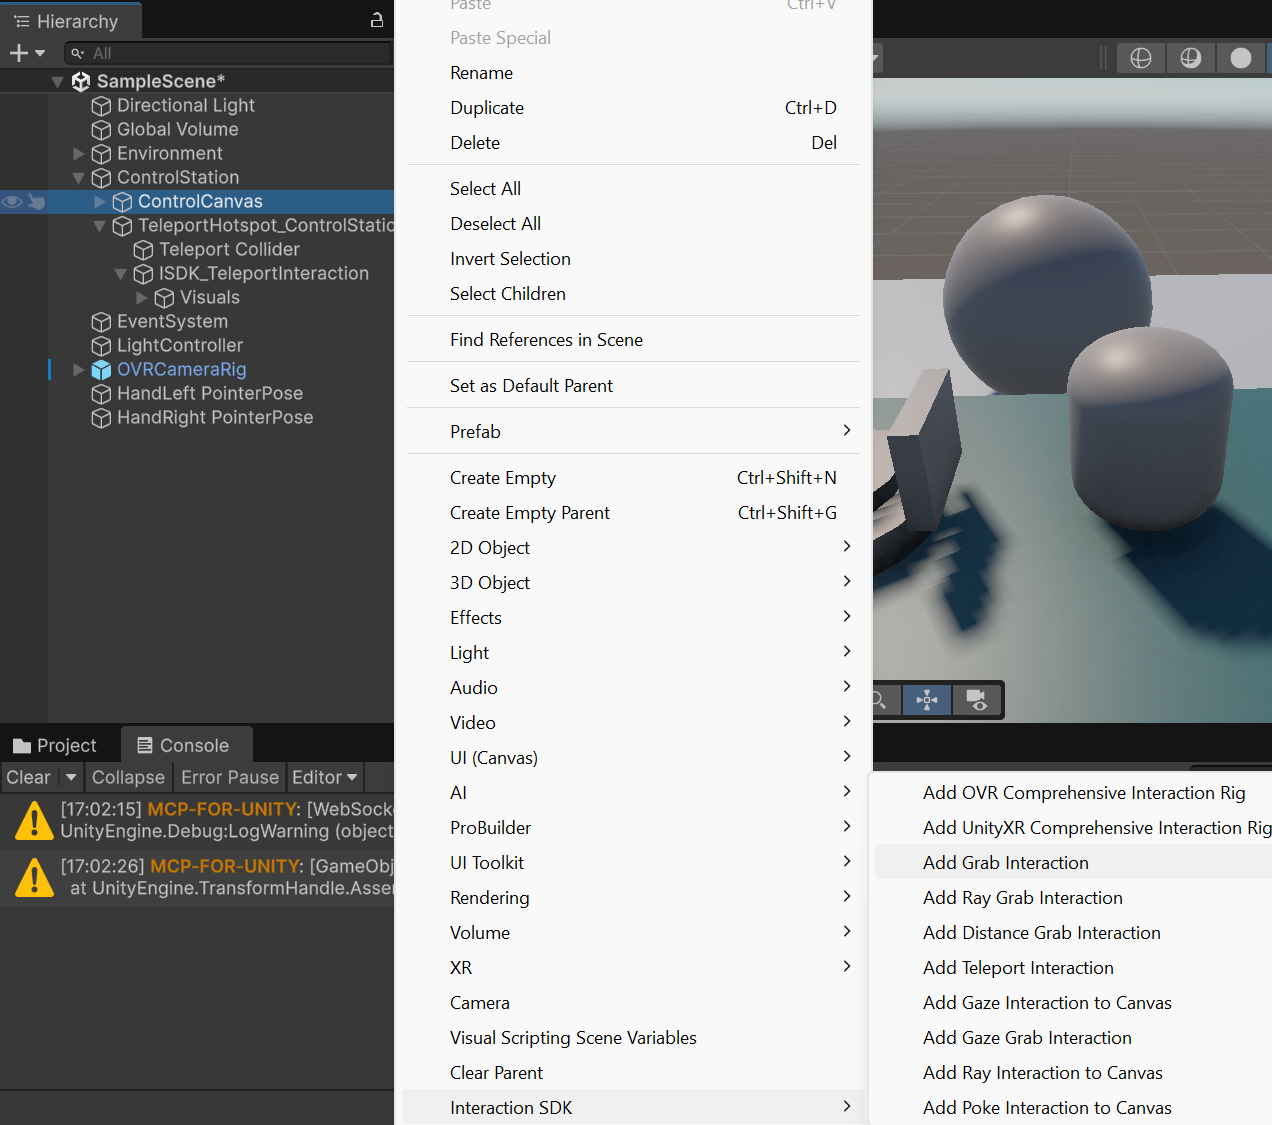 Hierarchy
All
SampleScene*
Directional Light
Global Volume
Environment
ControlStation
ControlCanvas
TeleportHotspot_ControlStatio
Teleport Collider
ISDK_TeleportInteraction
Visuals
EventSystem
LightController
OVRCameraRig
HandLeft PointerPose
HandRight PointerPose
Project
Console
Clear
Collapse
Error Pause
Editor
[17:02:15] MCP-FOR-UNITY: [WebSocke
UnityEngine.Debug:LogWarning (object
[17:02:26] MCP-FOR-UNITY: [GameObj
at UnityEngine.TransformHandle.Asser
Paste Ctrl+V
Paste Special
Rename
Duplicate Ctrl+D
Delete Del
Select All
Deselect All
Invert Selection
Select Children
Find References in Scene
Set as Default Parent
Prefab
Create Empty Ctrl+Shift+N
Create Empty Parent Ctrl+Shift+G
2D Object
3D Object
Effects
Light
Audio
Video
UI (Canvas)
AI
ProBuilder
UI Toolkit
Rendering
Volume
XR
Camera
Visual Scripting Scene Variables
Clear Parent
Interaction SDK
Add OVR Comprehensive Interaction Rig
Add UnityXR Comprehensive Interaction Rig
Add Grab Interaction
Add Ray Grab Interaction
Add Distance Grab Interaction
Add Teleport Interaction
Add Gaze Interaction to Canvas
Add Gaze Grab Interaction
Add Ray Interaction to Canvas
Add Poke Interaction to Canvas